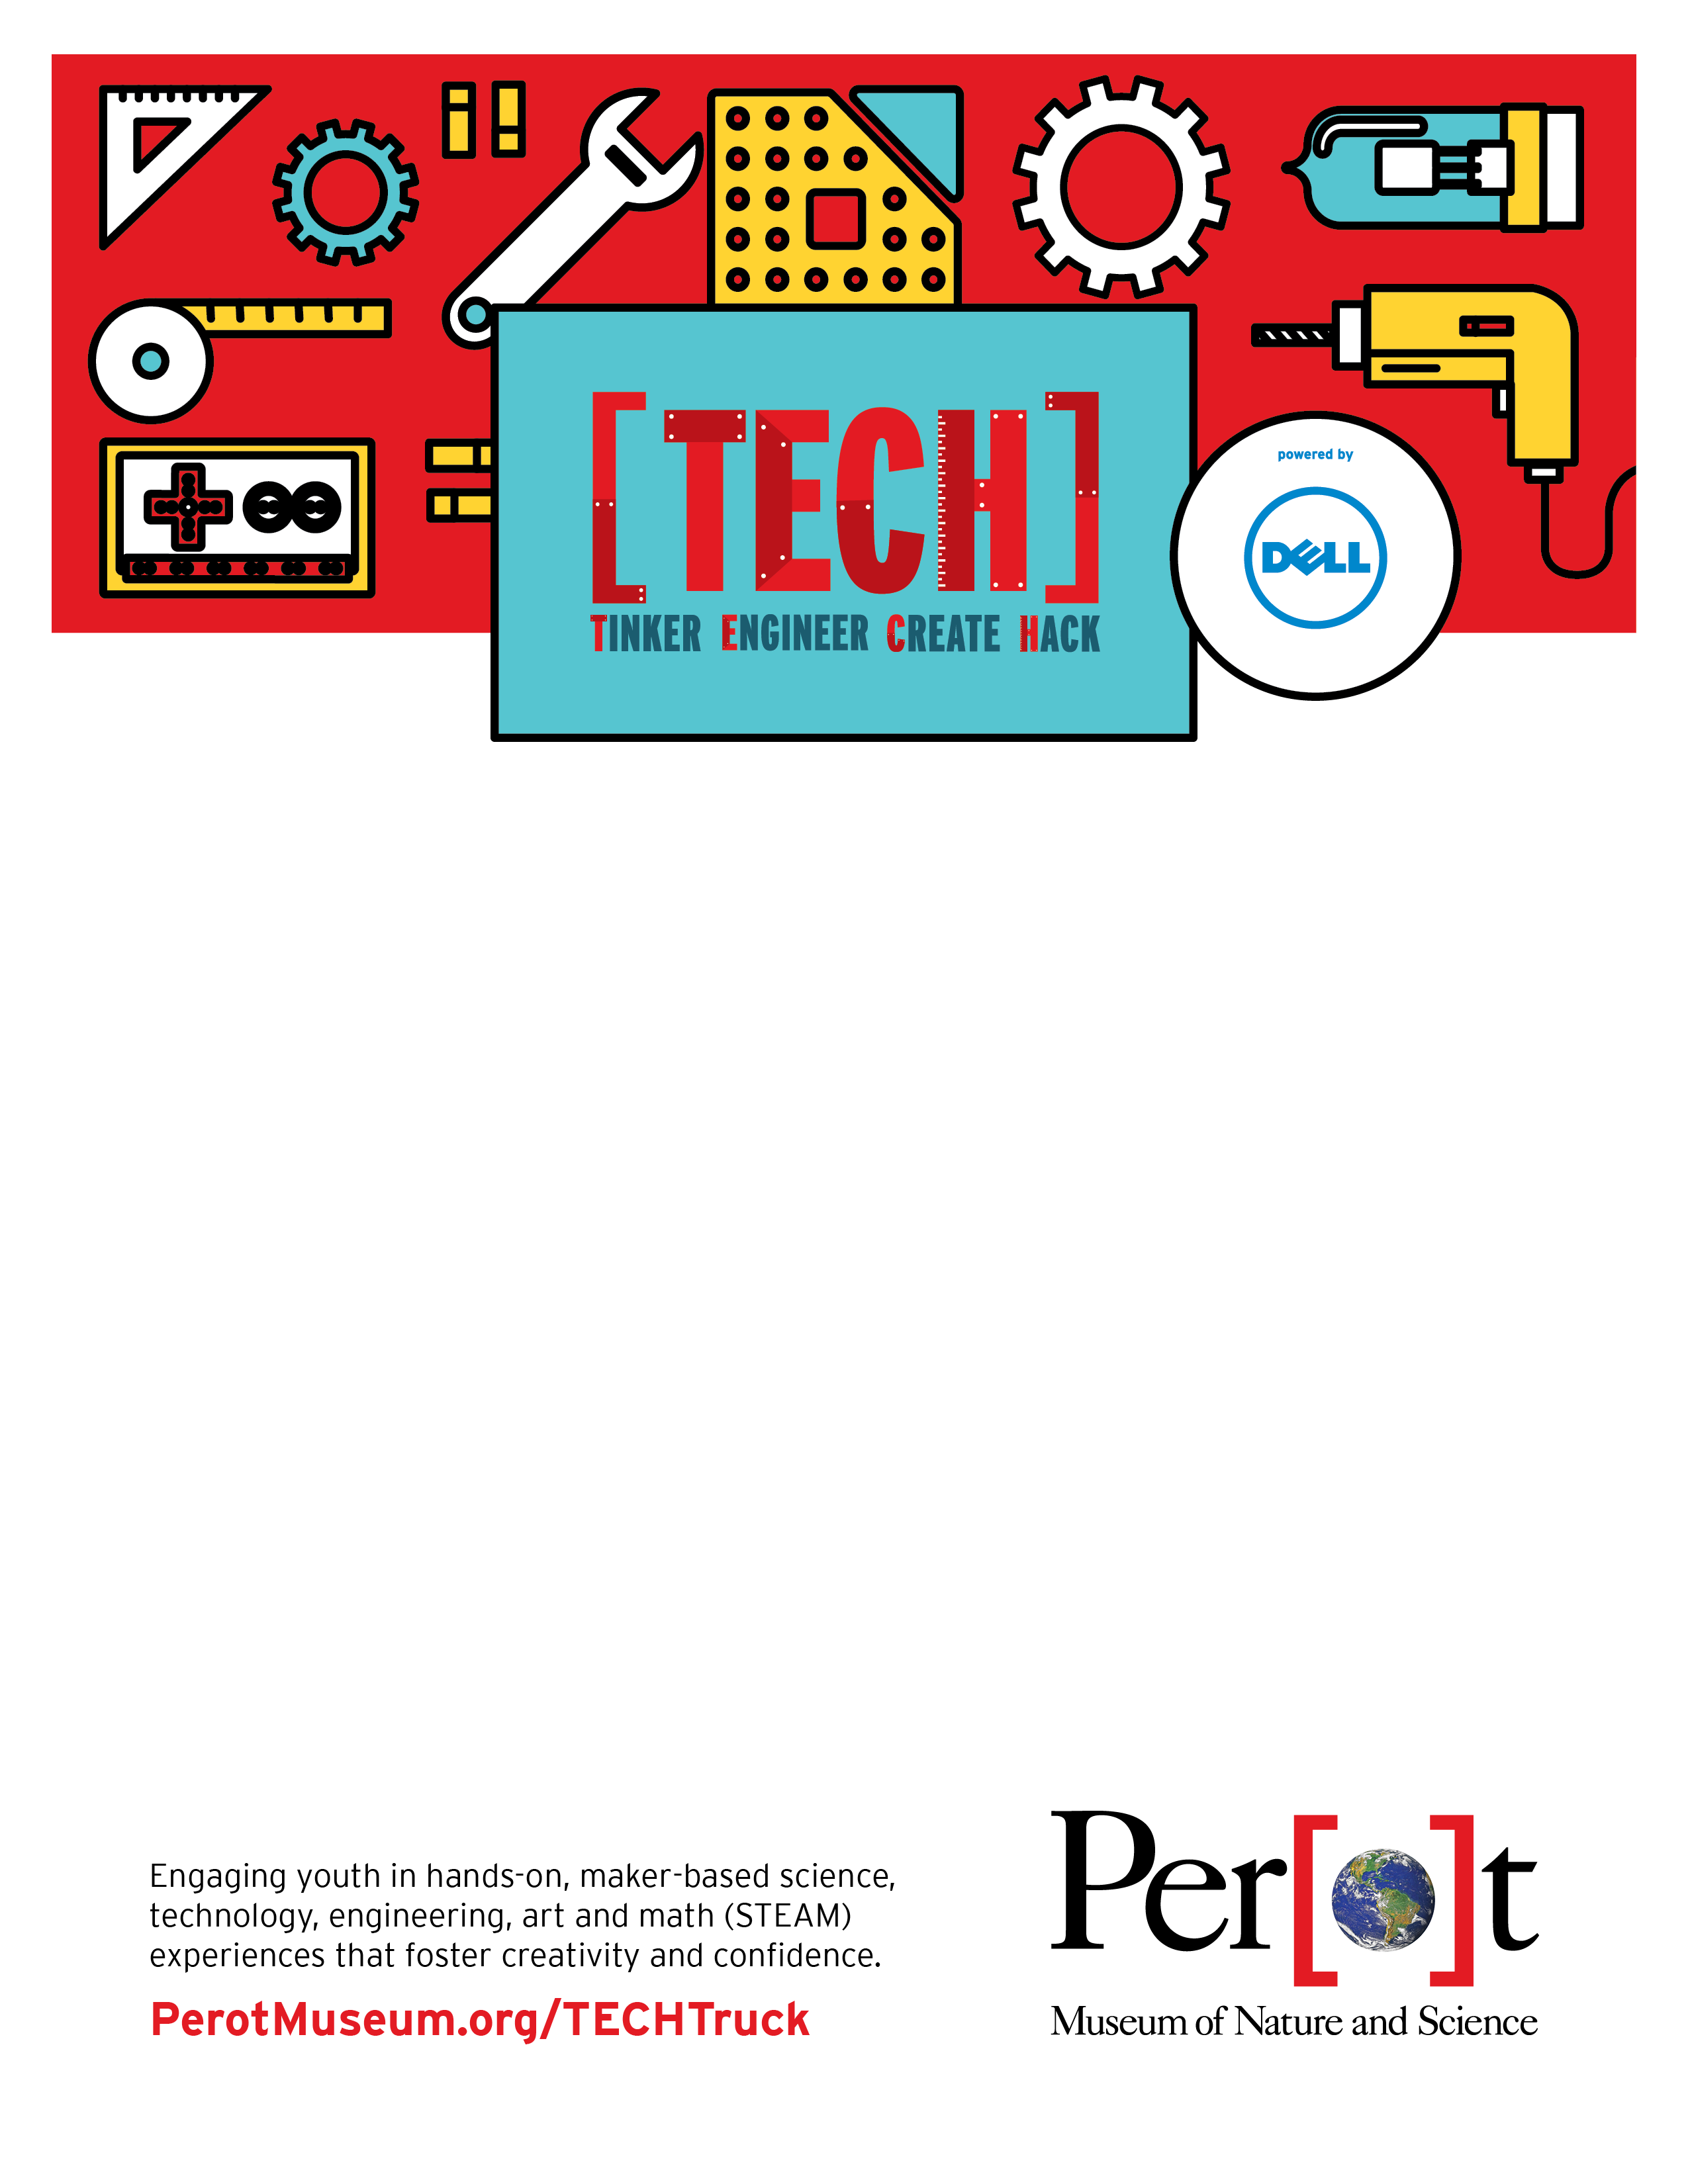 [TECH]
TINKER ENGINEER CREATE HACK
powered by
DELL
Engaging youth in hands-on, maker-based science,
technology, engineering, art and math (STEAM)
experiences that foster creativity and confidence.
PerotMuseum.org/TECHTruck
Per[o]t
Museum of Nature and Science